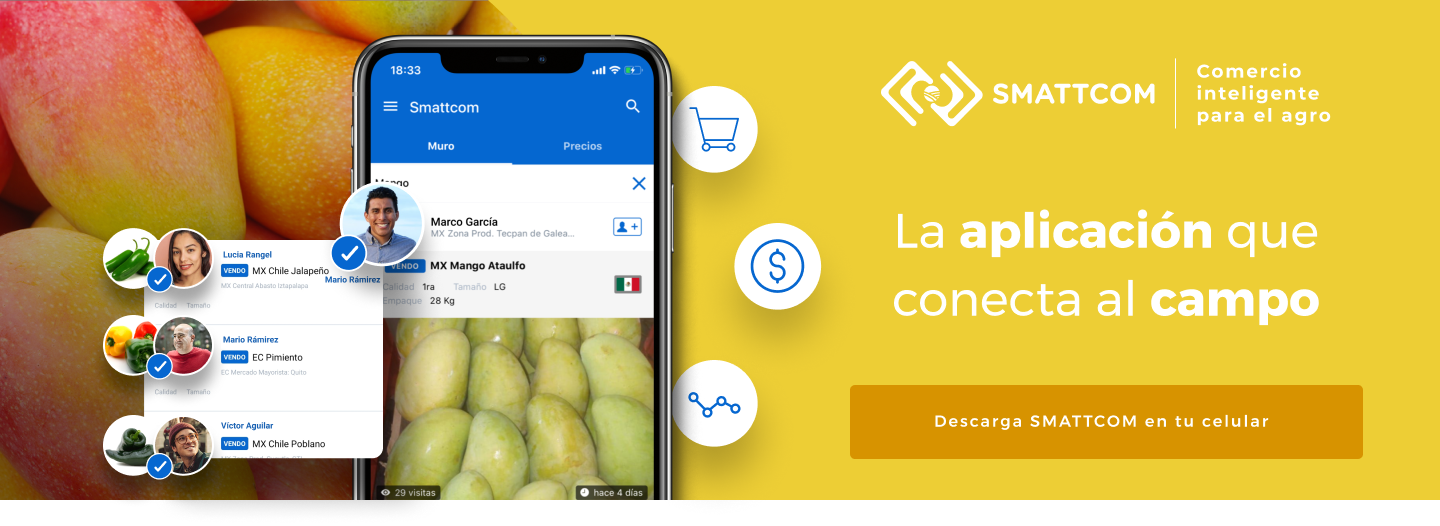 18:33
Smattcom
Muro
Precios
Mango
Marco García
MX Zona Prod. Tecpan de Galea...
VENDO MX Mango Ataulfo
Calidad 1ra Tamaño LG
Empaque 28 Kg
29 visitas
hace 4 días
Lucia Rangel
VENDO MX Chile Jalapeño
MX Central Abasto Iztapalapa
Calidad Tamaño
Mario Rámirez
Mario Rámirez
VENDO EC Pimiento
EC Mercado Mayorista: Quito
Calidad Tamaño
Víctor Aguilar
VENDO MX Chile Poblano
SMATTCOM
Comercio
inteligente
para el agro
La aplicación que
conecta al campo
Descarga SMATTCOM en tu celular